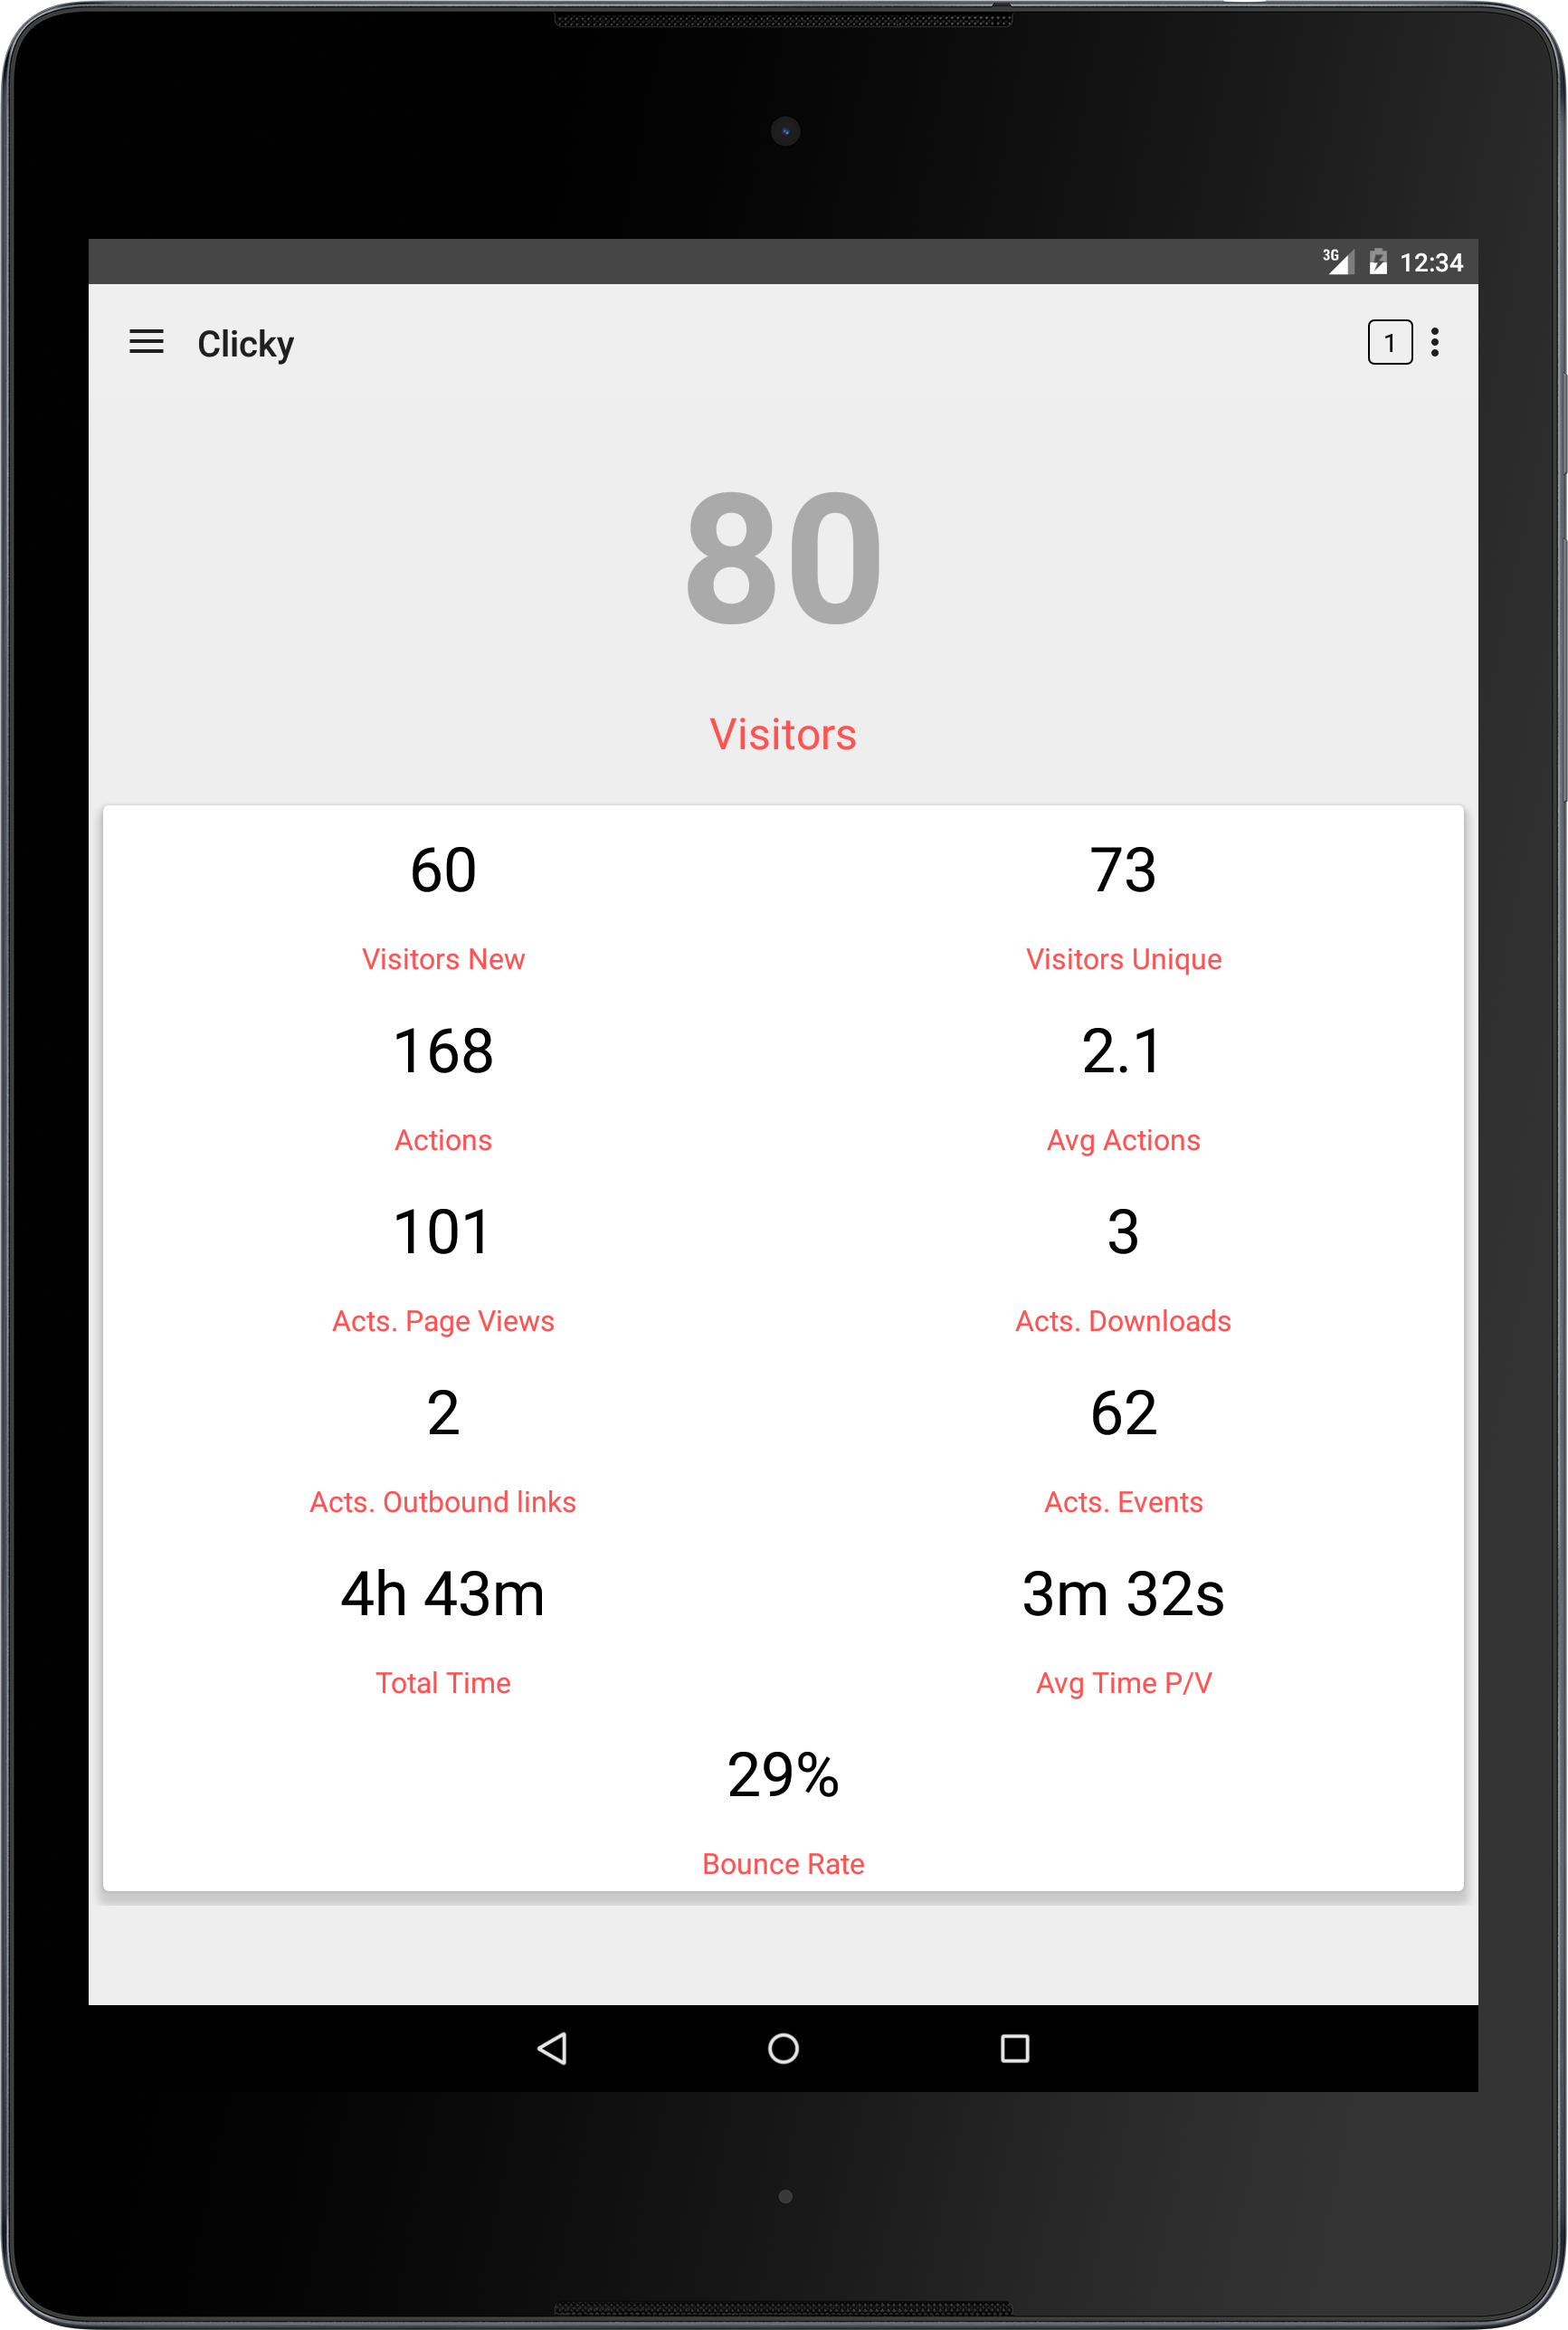 3G 12:34
Clicky 1
80
Visitors
60 73
Visitors New Visitors Unique
168 2.1
Actions Avg Actions
101 3
Acts. Page Views Acts. Downloads
2 62
Acts. Outbound links Acts. Events
4h 43m 3m 32s
Total Time Avg Time P/V
29%
Bounce Rate